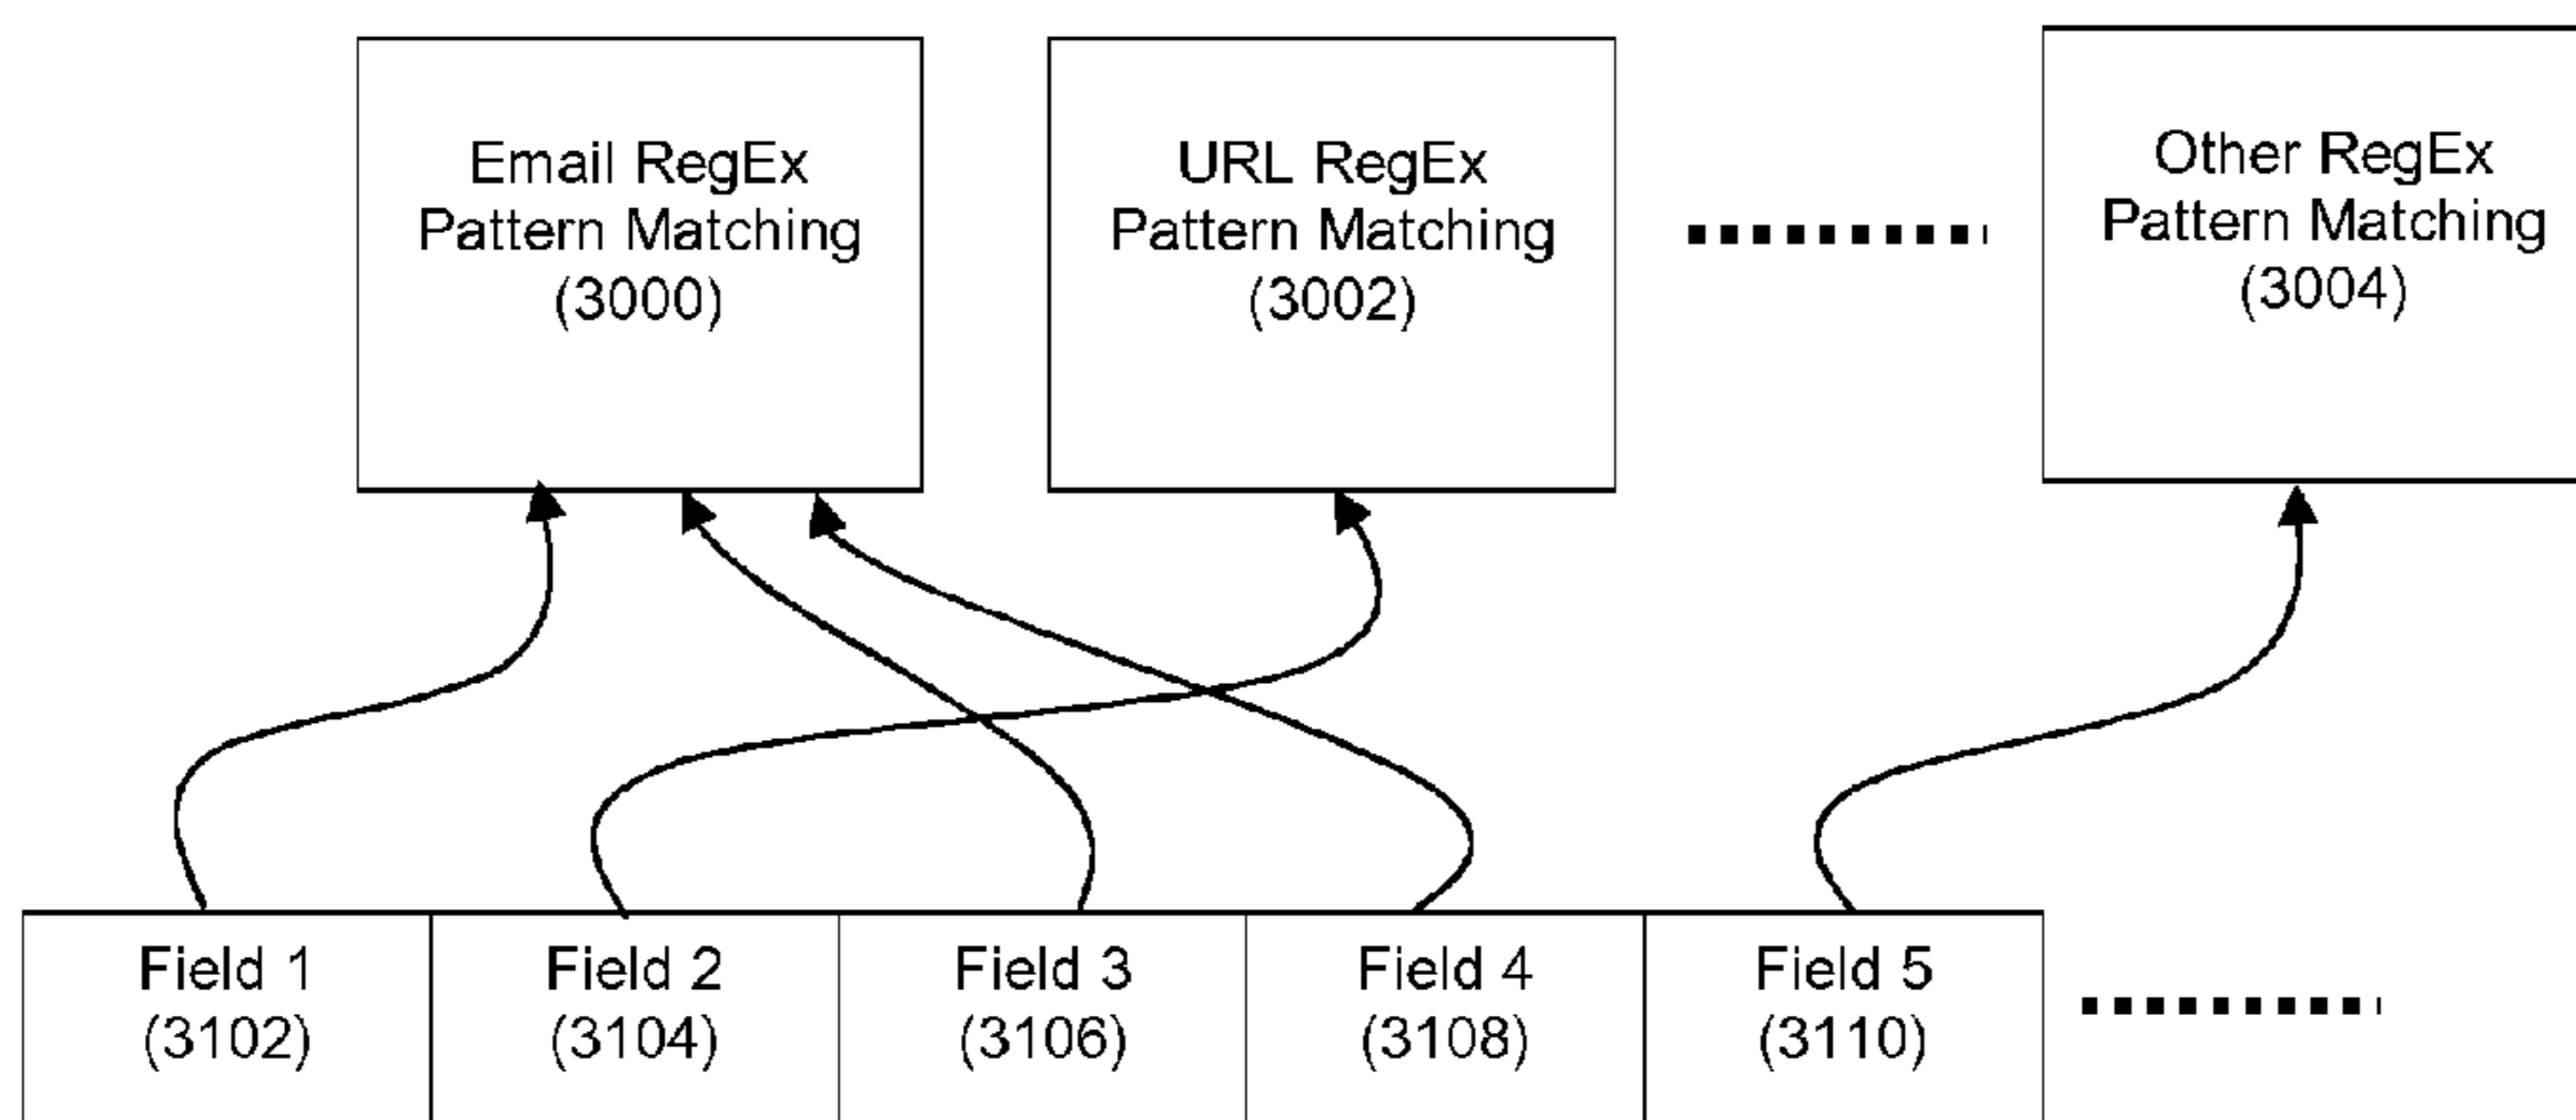 Email RegEx
Pattern Matching
(3000)
URL RegEx
Pattern Matching
(3002)
Other RegEx
Pattern Matching
(3004)
Field 1
(3102)
Field 2
(3104)
Field 3
(3106)
Field 4
(3108)
Field 5
(3110)